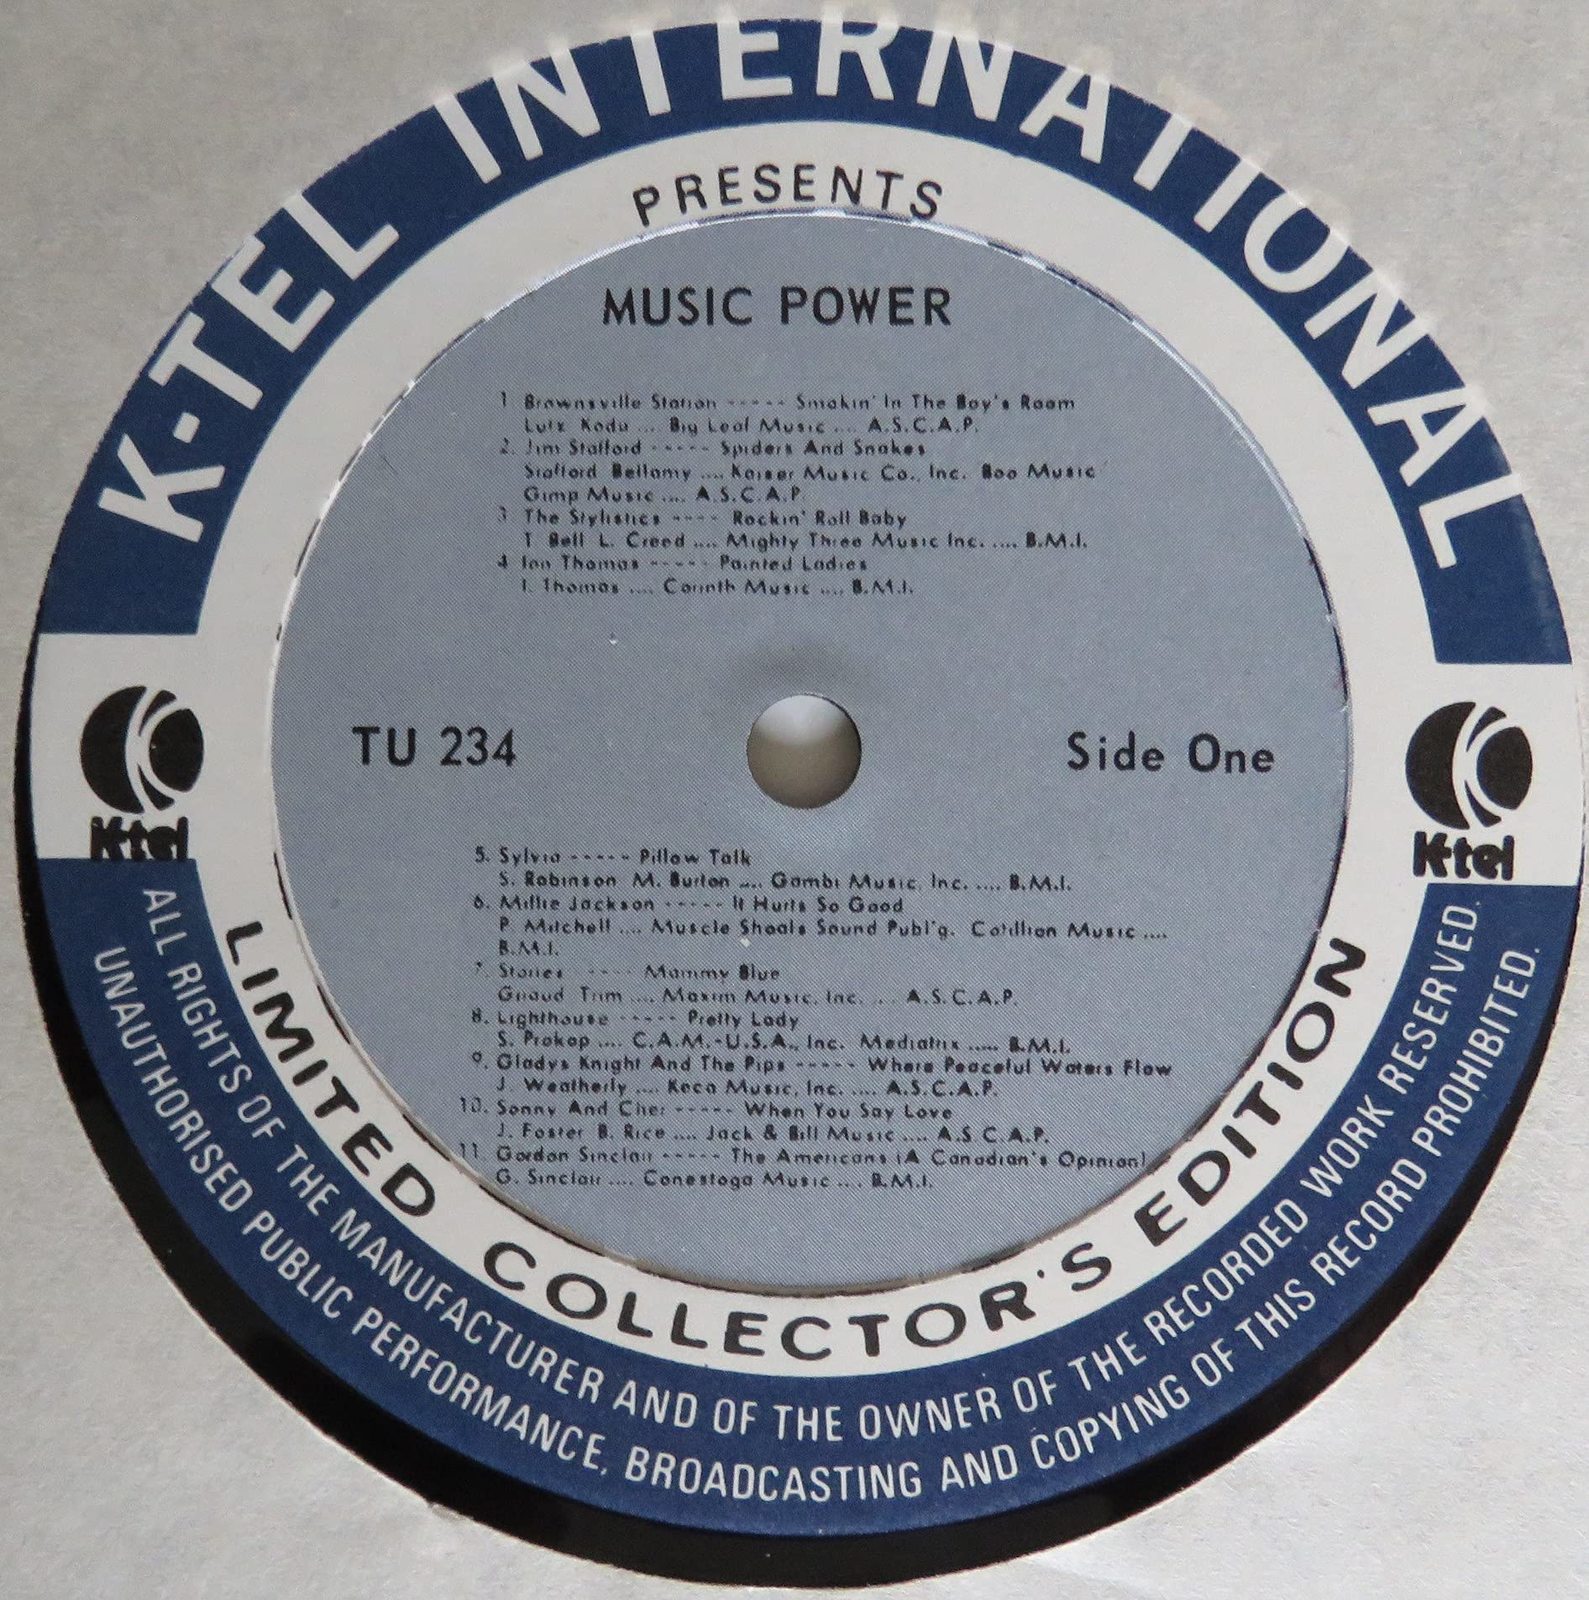 K-TEL INTERNATIONAL
PRESENTS
MUSIC POWER
1 Brownsville Station ----- Smokin' In The Boy's Room
Lutz Koda .... Big Leaf Music .... A.S.C.A.P.
2. Jim Stafford ----- Spiders And Snakes
Stafford Bellamy .... Kaiser Music Co., Inc. Boo Music
Gimp Music .... A.S.C.A.P.
3 The Stylistics ---- Rockin' Roll Baby
T. Bell L. Creed .... Mighty Three Music Inc. .... B.M.I.
4 Ian Thomas ----- Painted Ladies
I. Thomas .... Corinth Music .... B.M.I.
TU 234
Side One
K-tel
K-tel
5. Sylvia ----- Pillow Talk
S. Robinson M. Burton .... Gambi Music, Inc. .... B.M.I.
6. Millie Jackson ----- It Hurts So Good
P. Mitchell .... Muscle Shoals Sound Publ'g. Cotillion Music ....
B.M.I.
7. Stories ---- Mammy Blue
Giraud Trim .... Maxim Music, Inc. .... A.S.C.A.P.
8. Lighthouse ----- Pretty Lady
S. Prokop .... C.A.M.-U.S.A., Inc. Mediatrix ..... B.M.I.
9. Gladys Knight And The Pips ----- Where Peaceful Waters Flow
J. Weatherly .... Keca Music, Inc. .... A.S.C.A.P.
10. Sonny And Cher ----- When You Say Love
J. Foster B. Rice .... Jack & Bill Music .... A.S.C.A.P.
11. Gordon Sinclair ----- The Americans (A Canadian's Opinion)
G. Sinclair .... Conestoga Music .... B.M.I.
LIMITED COLLECTOR'S EDITION
ALL RIGHTS OF THE MANUFACTURER AND OF THE OWNER OF THE RECORDED WORK RESERVED.
UNAUTHORISED PUBLIC PERFORMANCE, BROADCASTING AND COPYING OF THIS RECORD PROHIBITED.